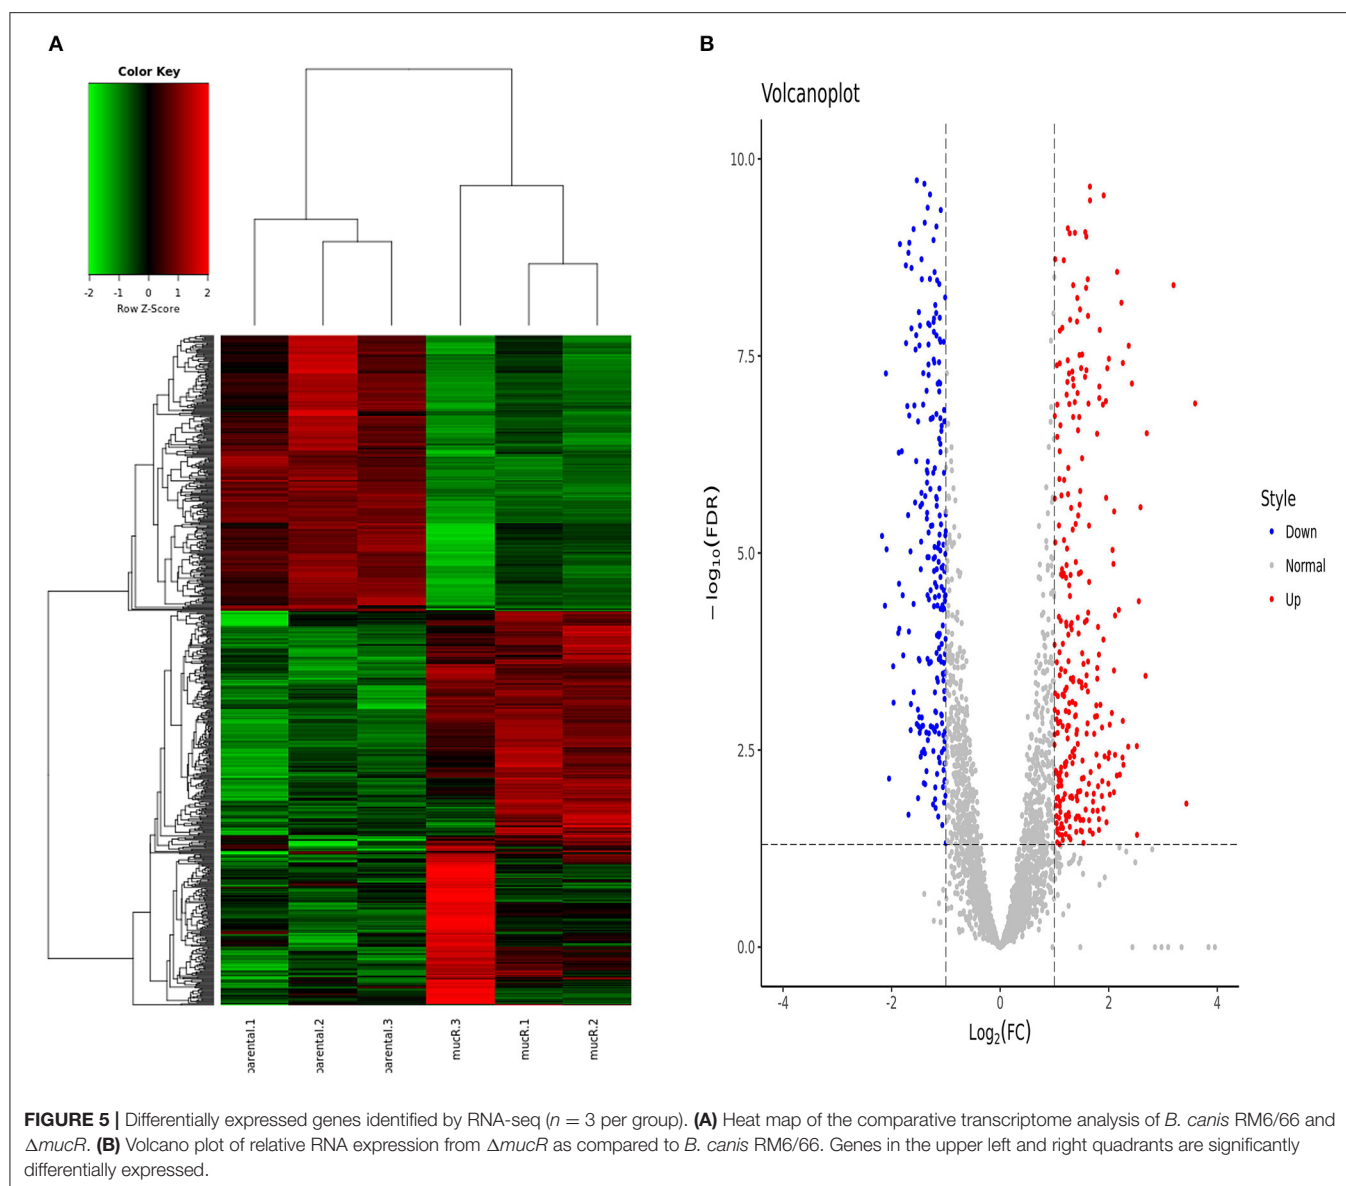 A
B
Color Key
-2 -1 0 1 2
Row Z-Score
parental.1
parental.2
parental.3
mucR.3
mucR.1
mucR.2
Volcanoplot
10.0
7.5
5.0
2.5
0.0
−log₁₀(FDR)
-4 -2 0 2 4
Log₂(FC)
Style
Down
Normal
Up
FIGURE 5 | Differentially expressed genes identified by RNA-seq (n = 3 per group). (A) Heat map of the comparative transcriptome analysis of B. canis RM6/66 and
ΔmucR. (B) Volcano plot of relative RNA expression from ΔmucR as compared to B. canis RM6/66. Genes in the upper left and right quadrants are significantly
differentially expressed.